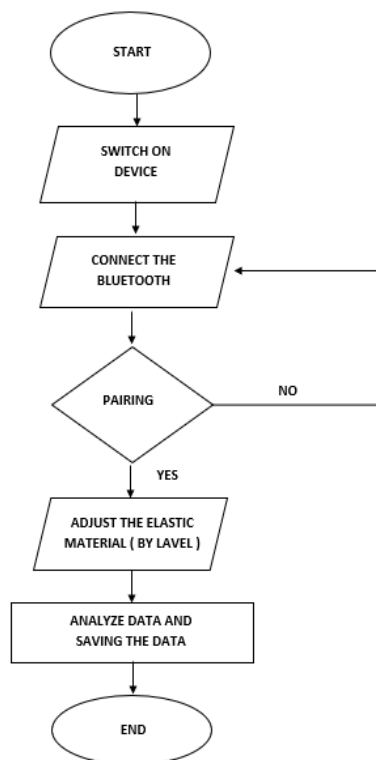 START
SWITCH ON
DEVICE
CONNECT THE
BLUETOOTH
PAIRING
NO
YES
ADJUST THE ELASTIC
MATERIAL ( BY LAVEL )
ANALYZE DATA AND
SAVING THE DATA
END